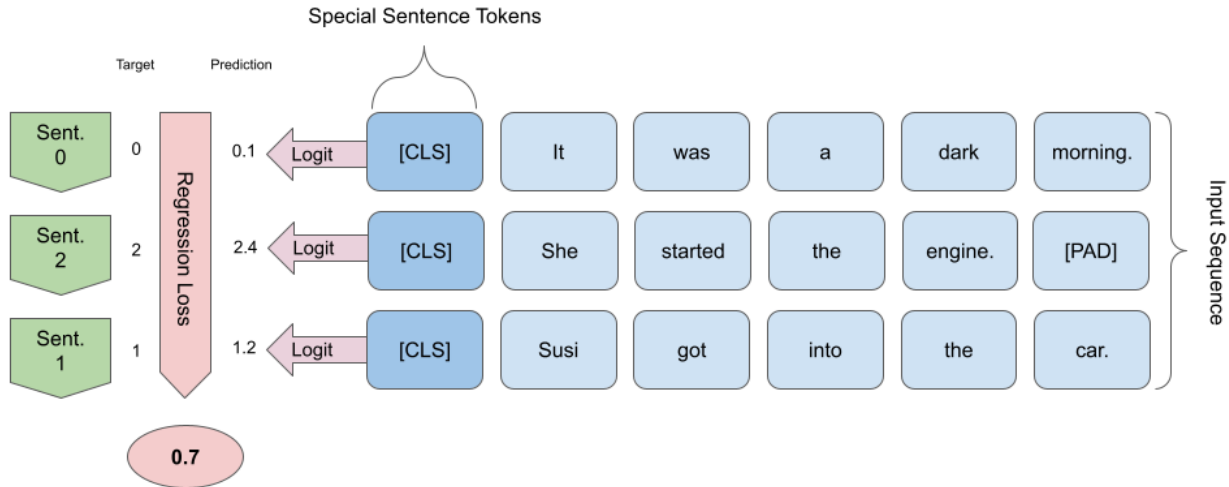 Special Sentence Tokens
Target
Prediction
Sent.
0
0
0.1
Logit
[CLS]
It
was
a
dark
morning.
Sent.
2
2
2.4
Logit
[CLS]
She
started
the
engine.
[PAD]
Sent.
1
1
1.2
Logit
[CLS]
Susi
got
into
the
car.
Regression Loss
Input Sequence
0.7